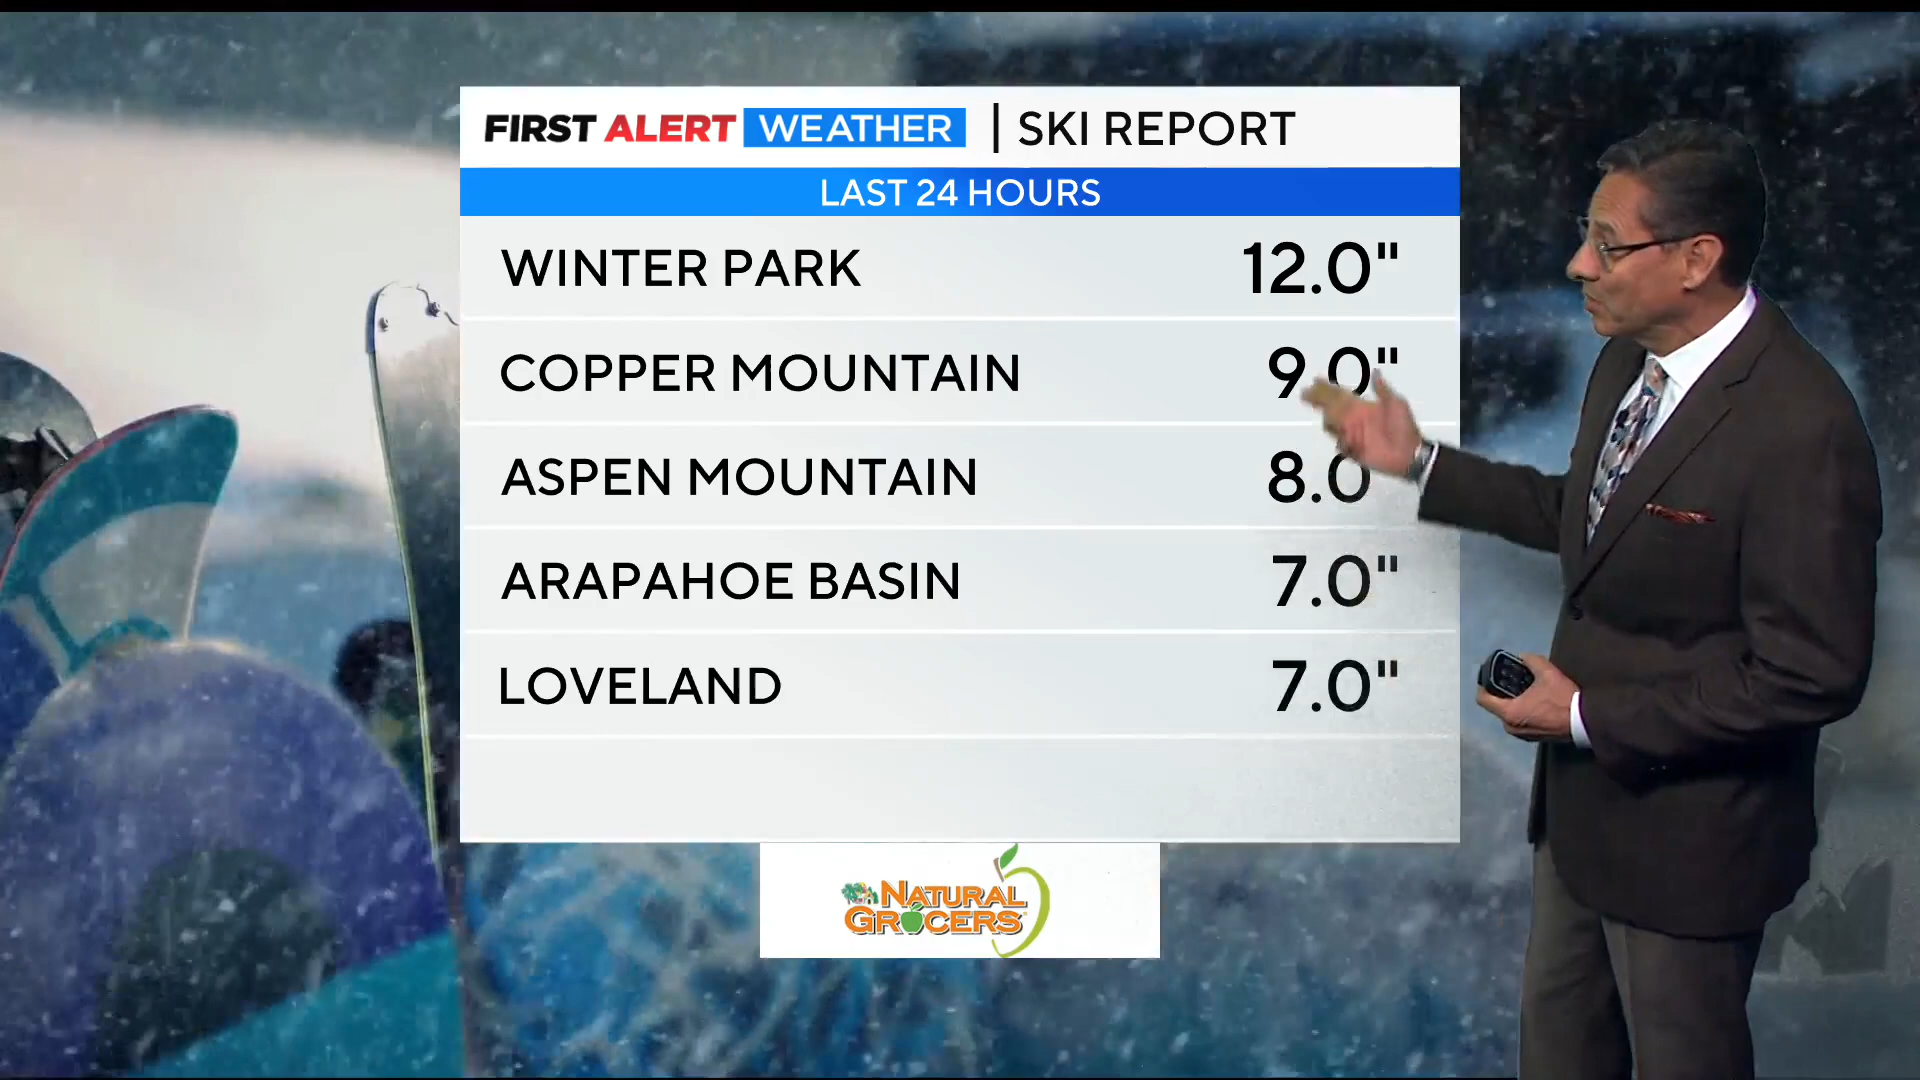 FIRST ALERT WEATHER | SKI REPORT
LAST 24 HOURS
WINTER PARK 12.0"
COPPER MOUNTAIN 9.0"
ASPEN MOUNTAIN 8.0
ARAPAHOE BASIN 7.0"
LOVELAND 7.0"
NATURAL
GROCERS